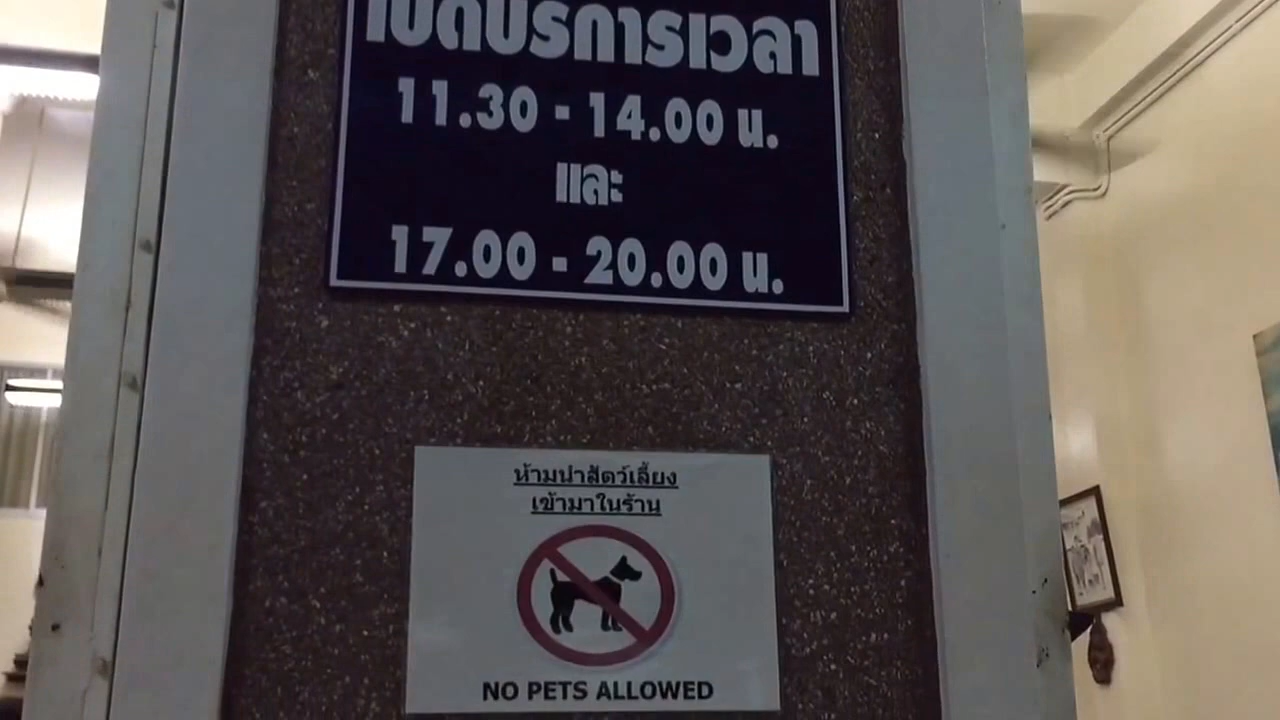 เปิดบริการเวลา
11.30 - 14.00 น.
และ
17.00 - 20.00 น.
ห้ามนำสัตว์เลี้ยง
เข้ามาในร้าน
NO PETS ALLOWED